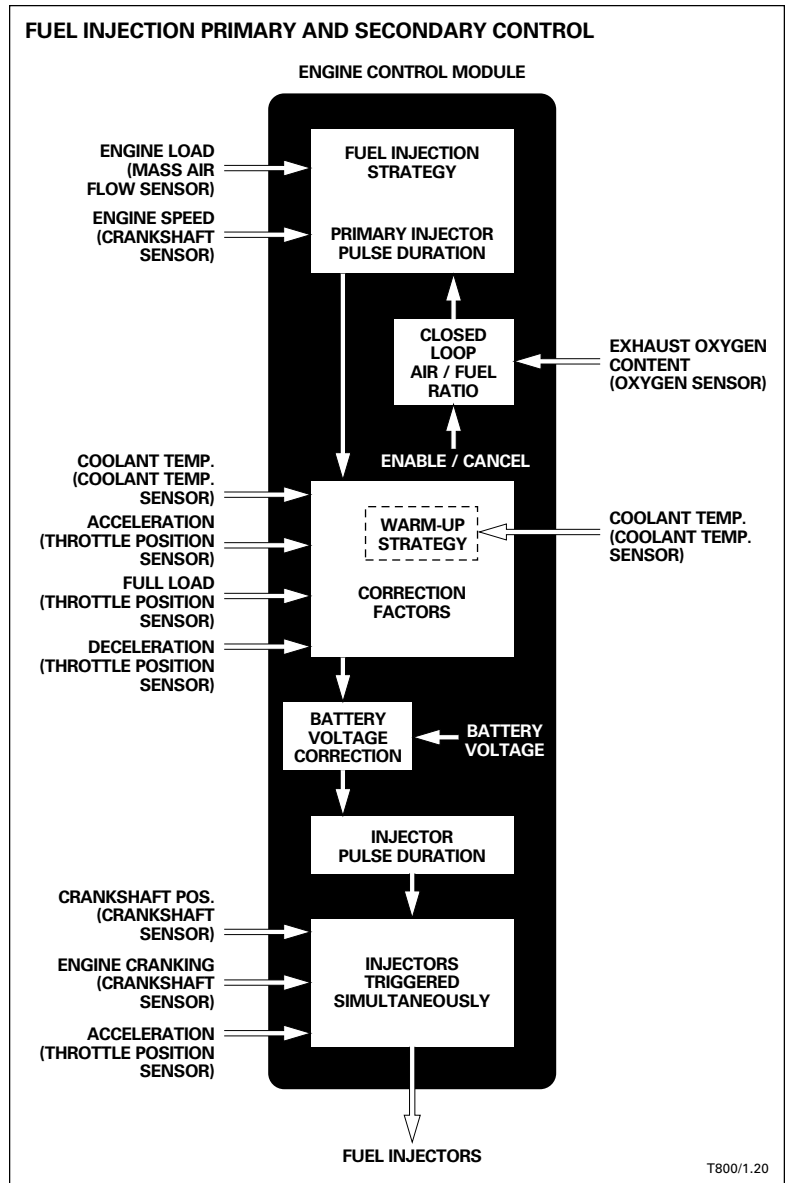 FUEL INJECTION PRIMARY AND SECONDARY CONTROL
ENGINE CONTROL MODULE
ENGINE LOAD
(MASS AIR
FLOW SENSOR)
FUEL INJECTION
STRATEGY
ENGINE SPEED
(CRANKSHAFT
SENSOR)
PRIMARY INJECTOR
PULSE DURATION
CLOSED
LOOP
AIR / FUEL
RATIO
EXHAUST OXYGEN
CONTENT
(OXYGEN SENSOR)
ENABLE / CANCEL
COOLANT TEMP.
(COOLANT TEMP.
SENSOR)
ACCELERATION
(THROTTLE POSITION
SENSOR)
FULL LOAD
(THROTTLE POSITION
SENSOR)
DECELERATION
(THROTTLE POSITION
SENSOR)
WARM-UP
STRATEGY
COOLANT TEMP.
(COOLANT TEMP.
SENSOR)
CORRECTION
FACTORS
BATTERY
VOLTAGE
CORRECTION
BATTERY
VOLTAGE
INJECTOR
PULSE DURATION
CRANKSHAFT POS.
(CRANKSHAFT
SENSOR)
ENGINE CRANKING
(CRANKSHAFT
SENSOR)
ACCELERATION
(THROTTLE POSITION
SENSOR)
INJECTORS
TRIGGERED
SIMULTANEOUSLY
FUEL INJECTORS
T800/1.20